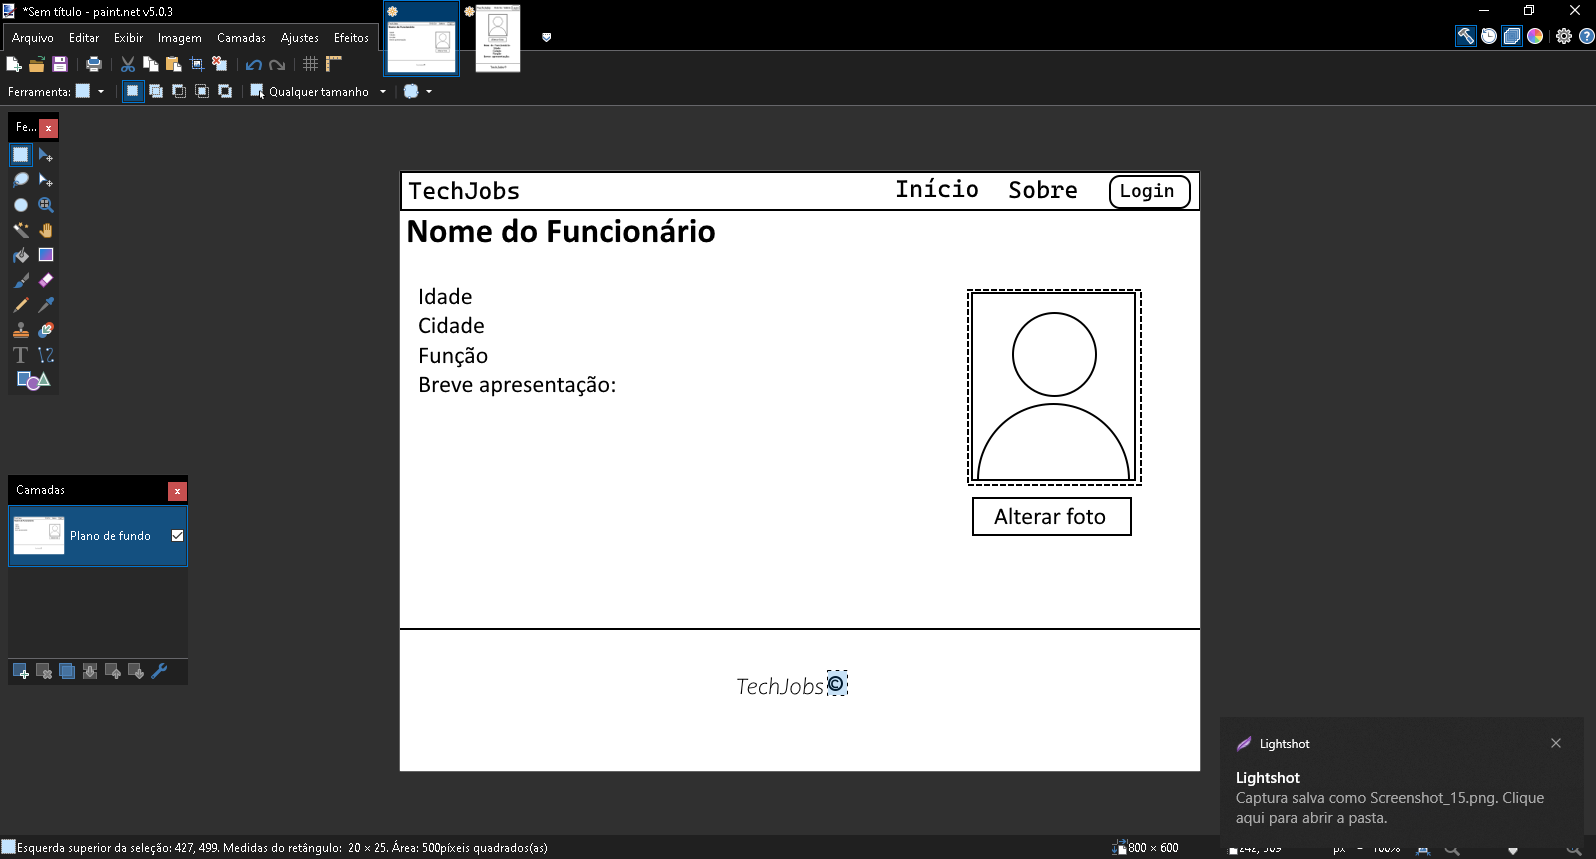 *Sem título - paint.net v5.0.3
Arquivo Editar Exibir Imagem Camadas Ajustes Efeitos
Ferramenta: Qualquer tamanho
Fe...
TechJobs Início Sobre Login
Nome do Funcionário
Idade
Cidade
Função
Breve apresentação:
Alterar foto
TechJobs©
Camadas
Plano de fundo
Lightshot
Lightshot
Captura salva como Screenshot_15.png. Clique
aqui para abrir a pasta.
Esquerda superior da seleção: 427, 499. Medidas do retângulo: 20 × 25. Área: 500píxeis quadrados(as) 800 × 600